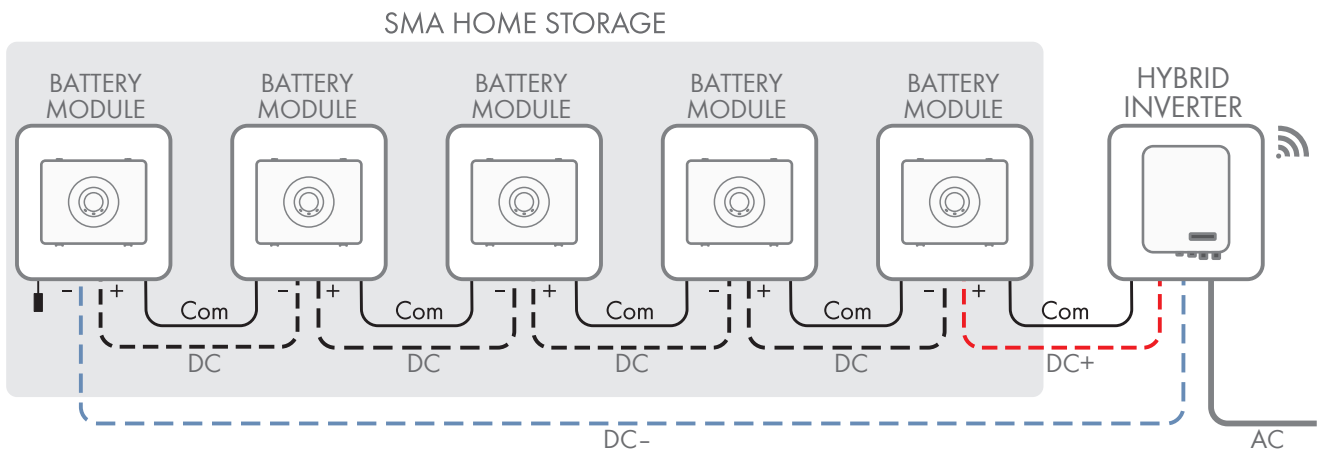 SMA HOME STORAGE
BATTERY
MODULE
BATTERY
MODULE
BATTERY
MODULE
BATTERY
MODULE
BATTERY
MODULE
HYBRID
INVERTER
– +
– +
– +
– +
– +
Com
Com
Com
Com
Com
DC
DC
DC
DC
DC+
DC–
AC